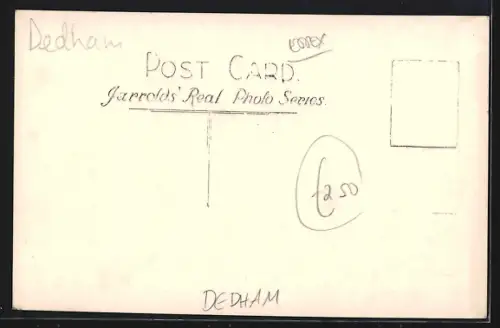 Dedham
ESSEX
POST CARD.
Jarrolds' Real Photo Series.
£2.50
DEDHAM